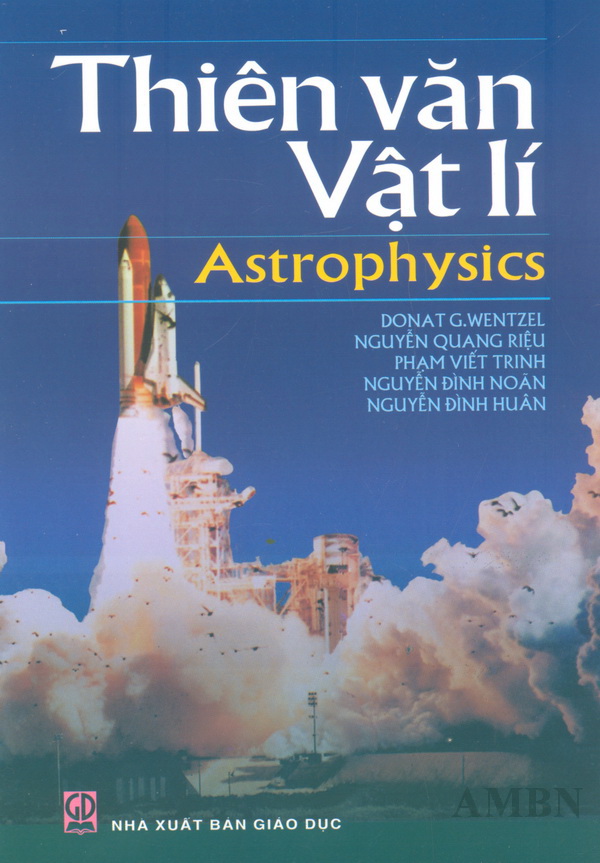 Thiên văn
Vật lí
Astrophysics
DONAT G.WENTZEL
NGUYỄN QUANG RIỆU
PHẠM VIẾT TRINH
NGUYỄN ĐÌNH NOÃN
NGUYỄN ĐÌNH HUÂN
GD
NHÀ XUẤT BẢN GIÁO DỤC
AMBN